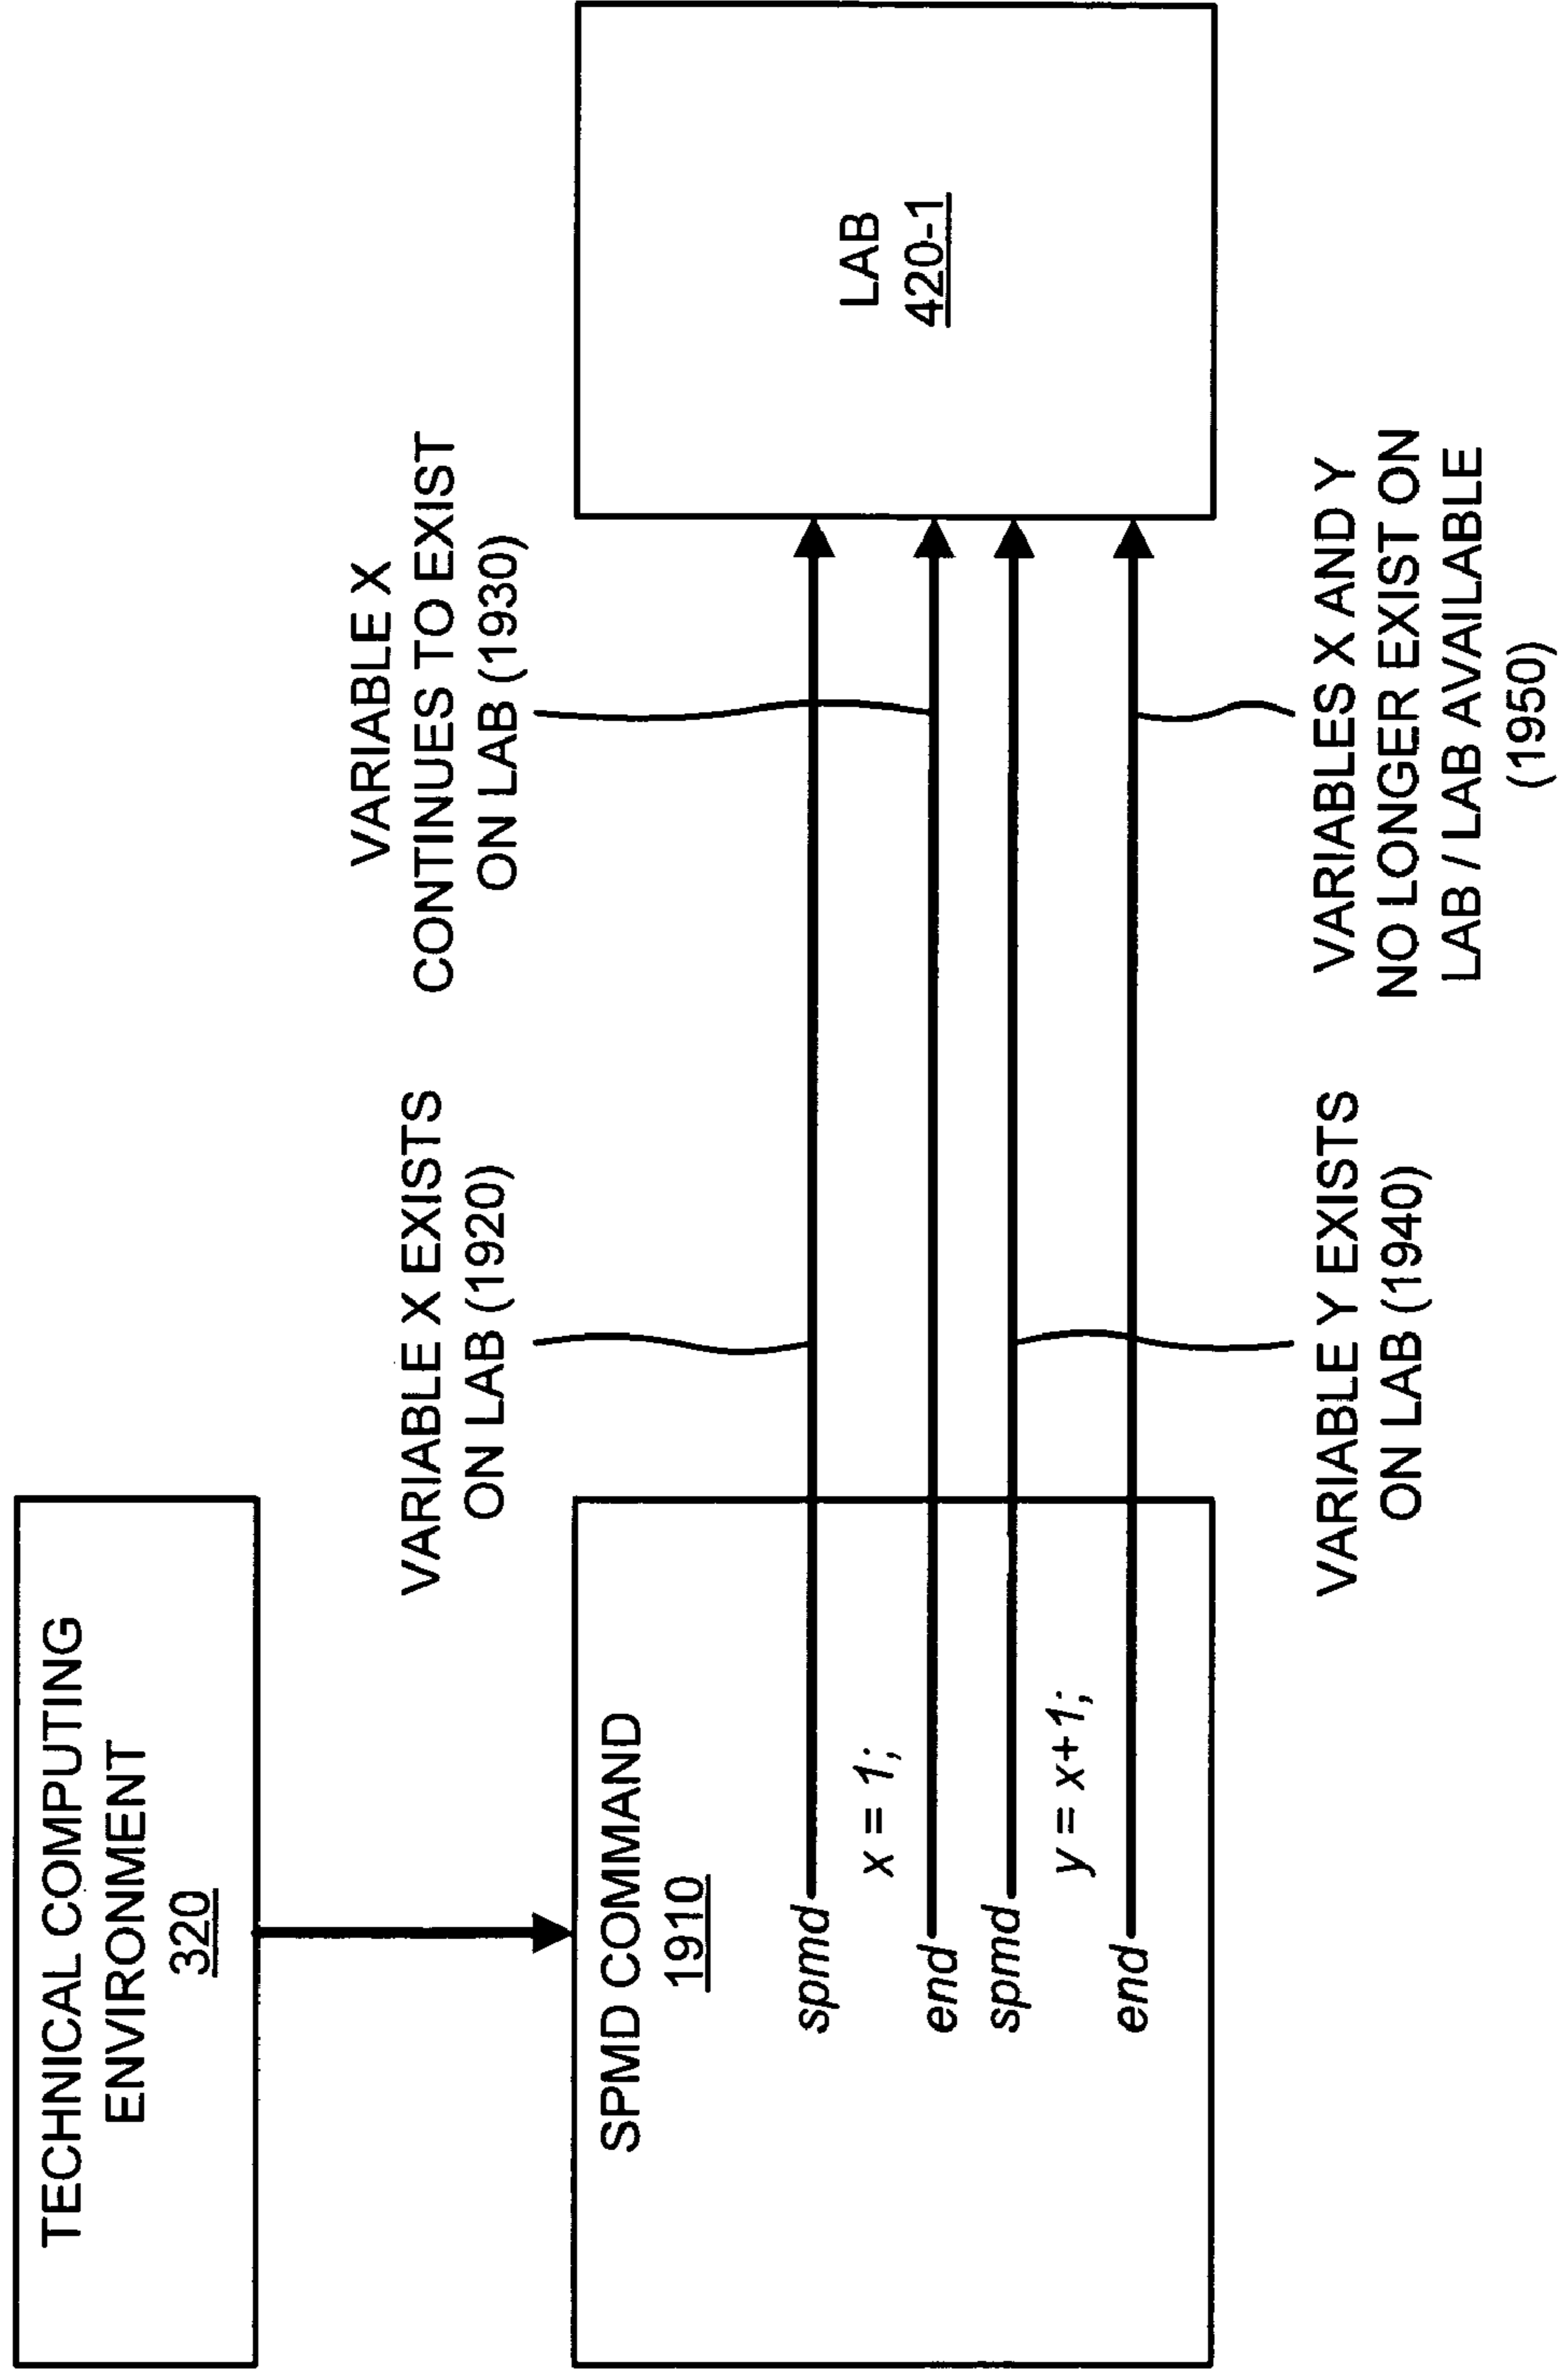 TECHNICAL COMPUTING
ENVIRONMENT
320
SPMD COMMAND
1910
spmd
x = 1;
end
spmd
y = x+1;
end
VARIABLE X EXISTS
ON LAB (1920)
VARIABLE X
CONTINUES TO EXIST
ON LAB (1930)
VARIABLE Y EXISTS
ON LAB (1940)
VARIABLES X AND Y
NO LONGER EXIST ON
LAB / LAB AVAILABLE
(1950)
LAB
420-1